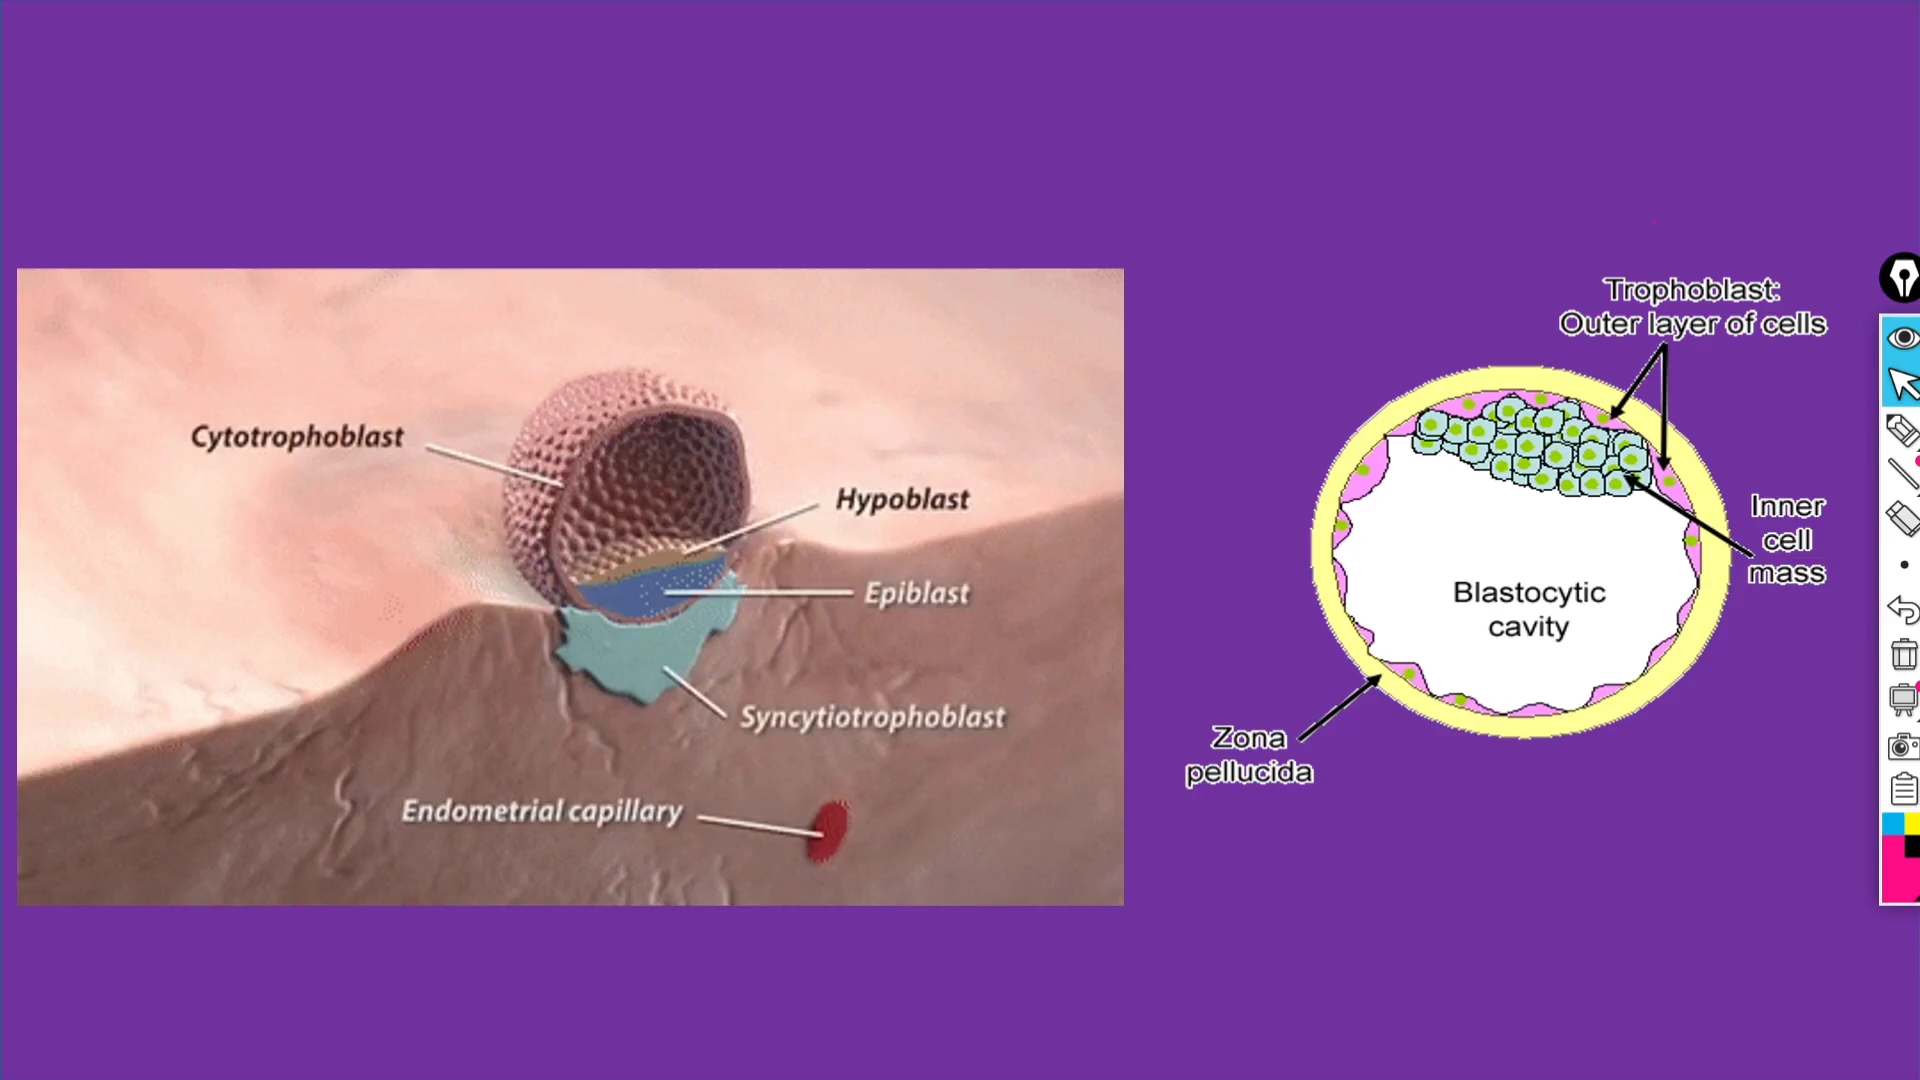 Cytotrophoblast
Hypoblast
Epiblast
Syncytiotrophoblast
Endometrial capillary
Trophoblast:
Outer layer of cells
Inner
cell
mass
Blastocytic
cavity
Zona
pellucida